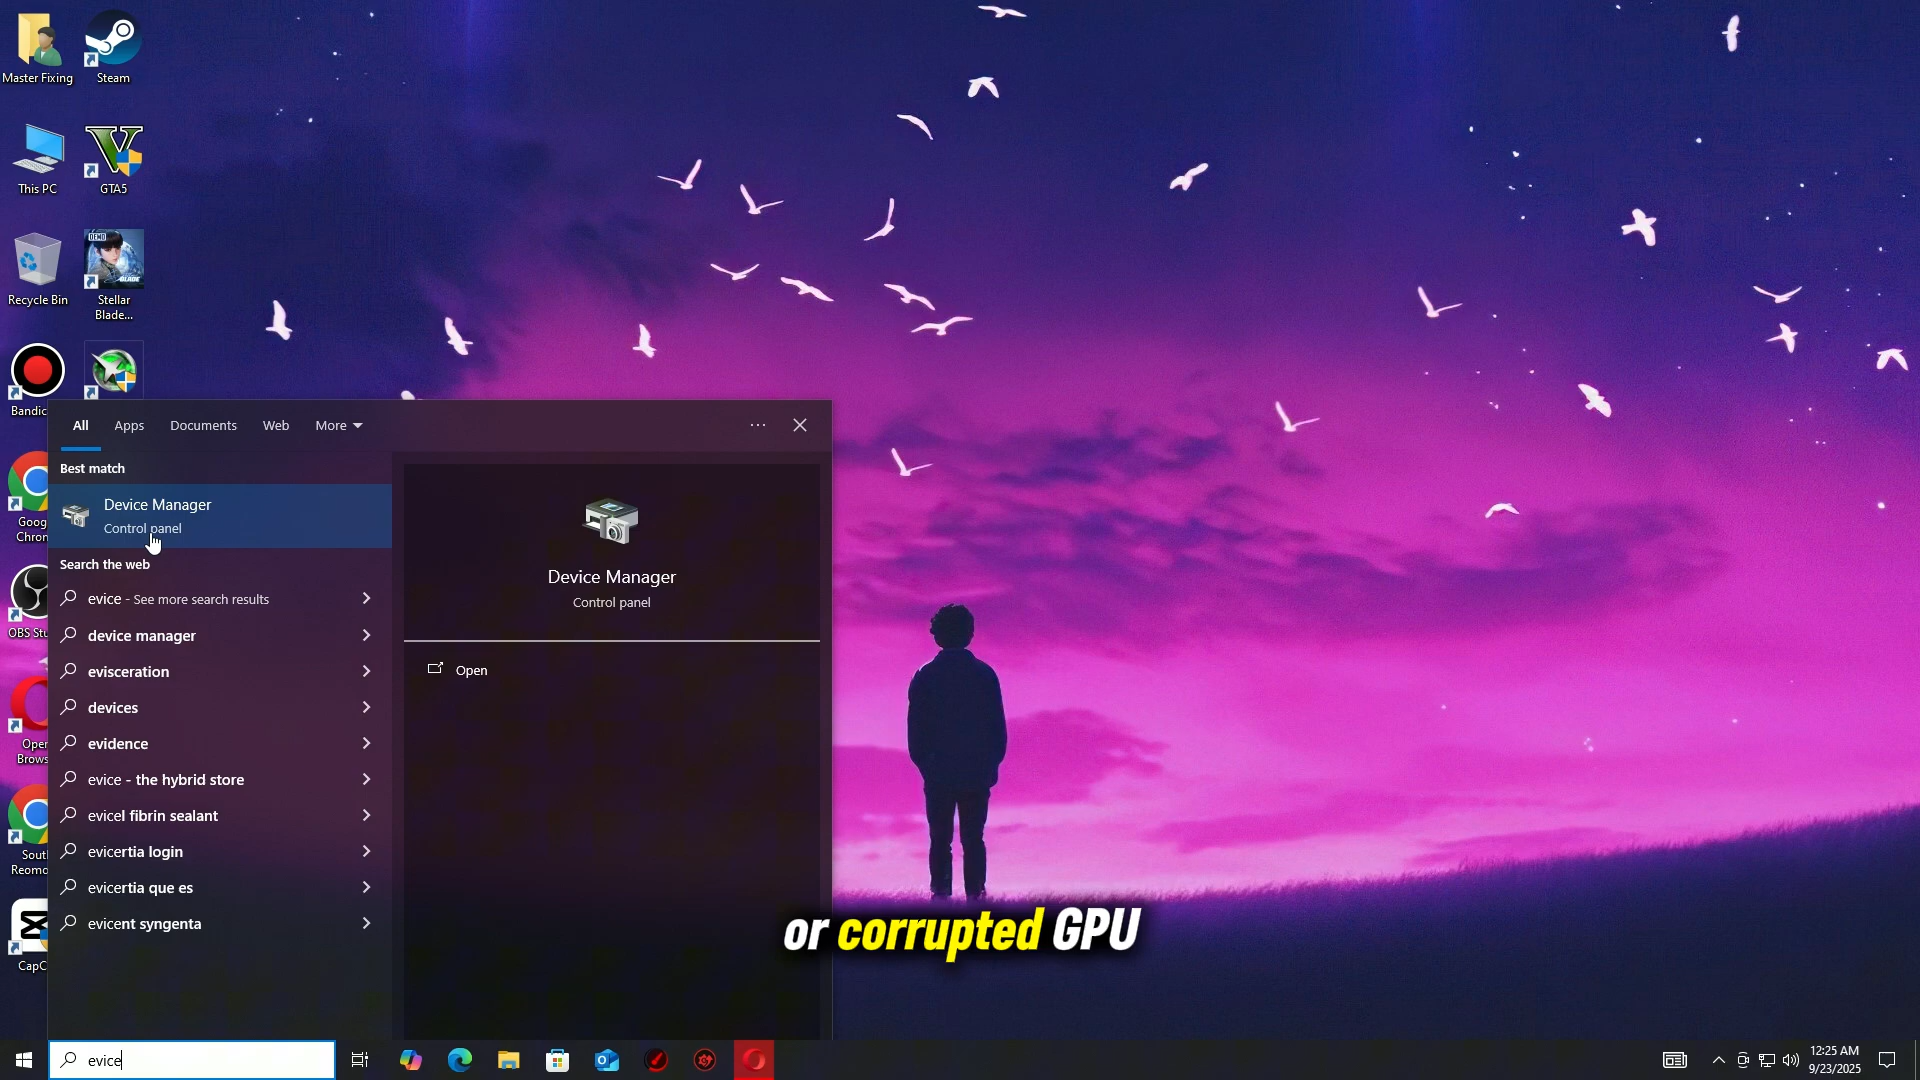 Master Fixing
Steam
This PC
GTA5
Recycle Bin
DEMO
Stellar
Blade...
Bandic
Goog
Chron
OBS Stu
Oper
Brows
Sout
Reomo
CapC
All
Apps
Documents
Web
More
Best match
Device Manager
Control panel
Search the web
evice - See more search results
device manager
evisceration
devices
evidence
evice - the hybrid store
evicel fibrin sealant
evicertia login
evicertia que es
evicent syngenta
Device Manager
Control panel
Open
or corrupted GPU
evice
12:25 AM
9/23/2025